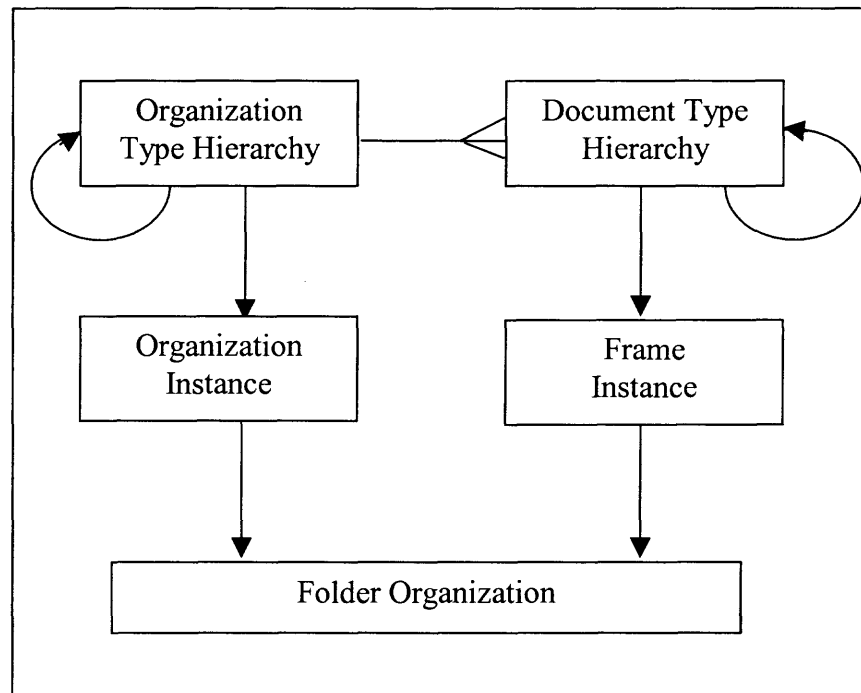 Organization
Type Hierarchy
Document Type
Hierarchy
Organization
Instance
Frame
Instance
Folder Organization